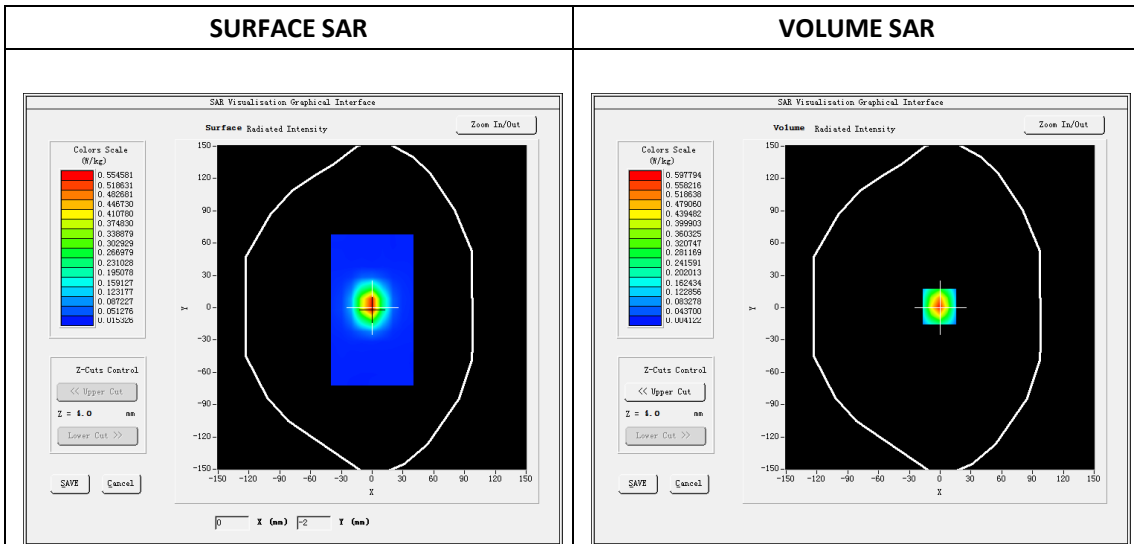 SURFACE SAR
VOLUME SAR
SAR Visualisation Graphical Interface
Surface Radiated Intensity
Zoom In/Out
Colors Scale
(W/kg)
0.554581
0.518631
0.482681
0.446730
0.410780
0.374830
0.338879
0.302929
0.266979
0.231028
0.195078
0.159127
0.123177
0.087227
0.051276
0.015326
Z-Cuts Control
<< Upper Cut
Z = 4.0 mm
Lower Cut >>
SAVE
Cancel
150
120
90
60
30
0
-30
-60
-90
-120
-150
Y
-150 -120 -90 -60 -30 0 30 60 90 120 150
X
0 X (mm) -2 Y (mm)
SAR Visualisation Graphical Interface
Volume Radiated Intensity
Zoom In/Out
Colors Scale
(W/kg)
0.597794
0.558216
0.518638
0.479060
0.439482
0.399903
0.360325
0.320747
0.281169
0.241591
0.202013
0.162434
0.122856
0.083278
0.043700
0.004122
Z-Cuts Control
<< Upper Cut
Z = 4.0 mm
Lower Cut >>
SAVE
Cancel
150
120
90
60
30
0
-30
-60
-90
-120
-150
Y
-150 -120 -90 -60 -30 0 30 60 90 120 150
X